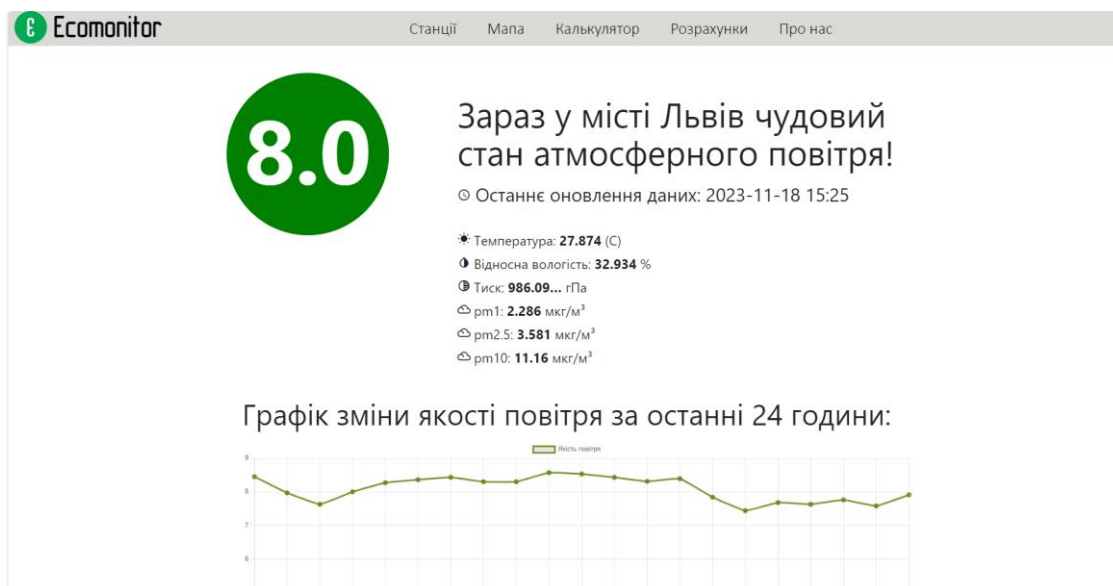 Ecomonitor
Станції Мапа Калькулятор Розрахунки Про нас
8.0
Зараз у місті Львів чудовий
стан атмосферного повітря!
Останнє оновлення даних: 2023-11-18 15:25
Температура: 27.874 (C)
Відносна вологість: 32.934 %
Тиск: 986.09... гПа
pm1: 2.286 мкг/м³
pm2.5: 3.581 мкг/м³
pm10: 11.16 мкг/м³
Графік зміни якості повітря за останні 24 години:
Якість повітря
9
8
7
6